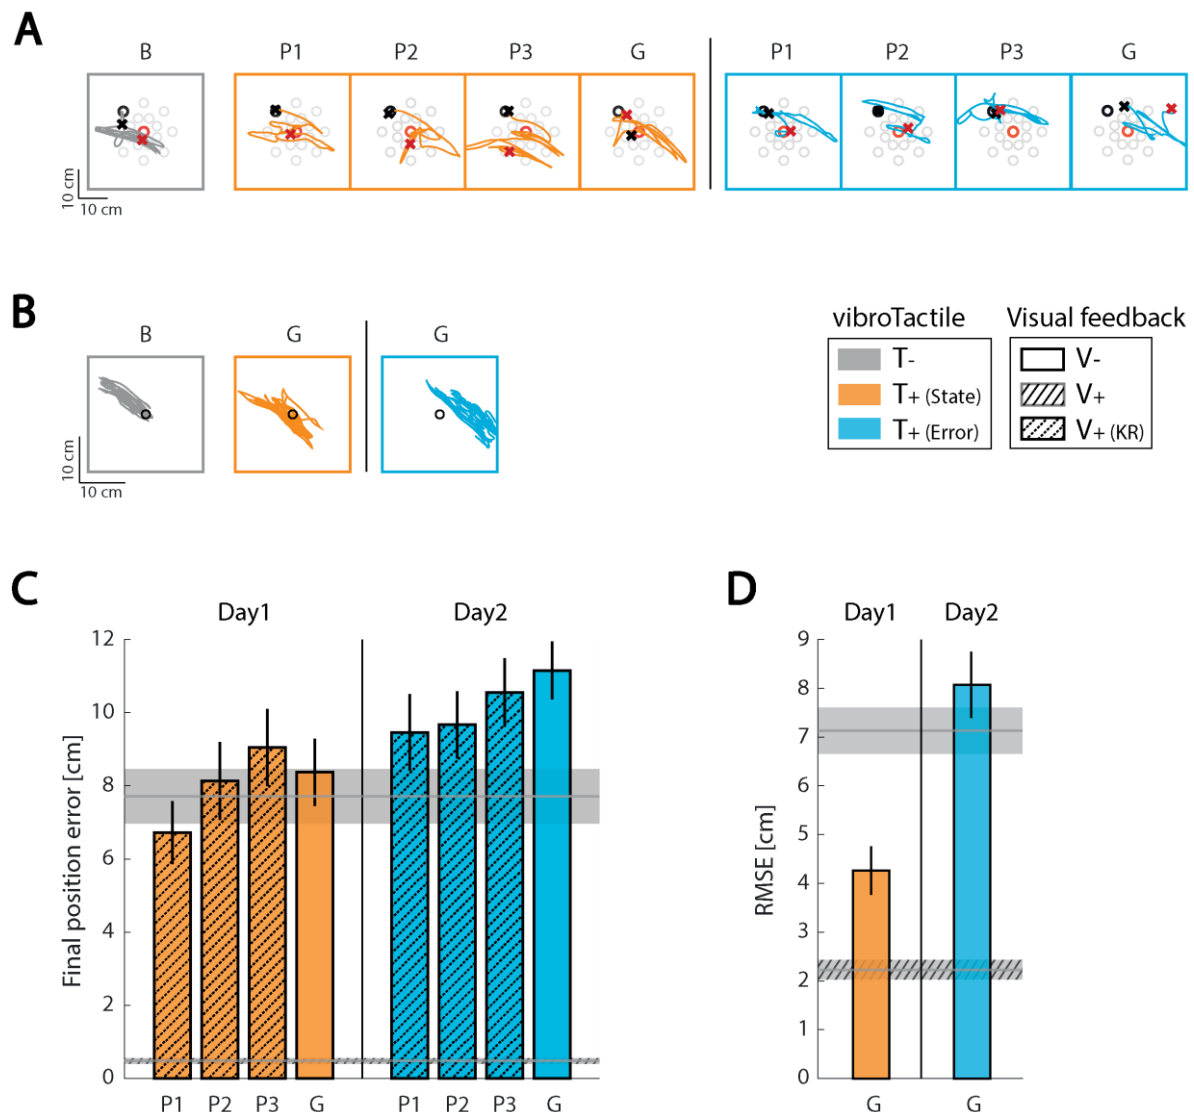 A
B P1 P2 P3 G P1 P2 P3 G
10 cm
10 cm
B
B G G
10 cm
10 cm
vibroTactile
T-
T+ (State)
T+ (Error)
Visual feedback
V-
V+
V+ (KR)
C
Day1 Day2
Final position error [cm]
12
10
8
6
4
2
0
P1 P2 P3 G P1 P2 P3 G
D
Day1 Day2
RMSE [cm]
9
8
7
6
5
4
3
2
1
0
G G